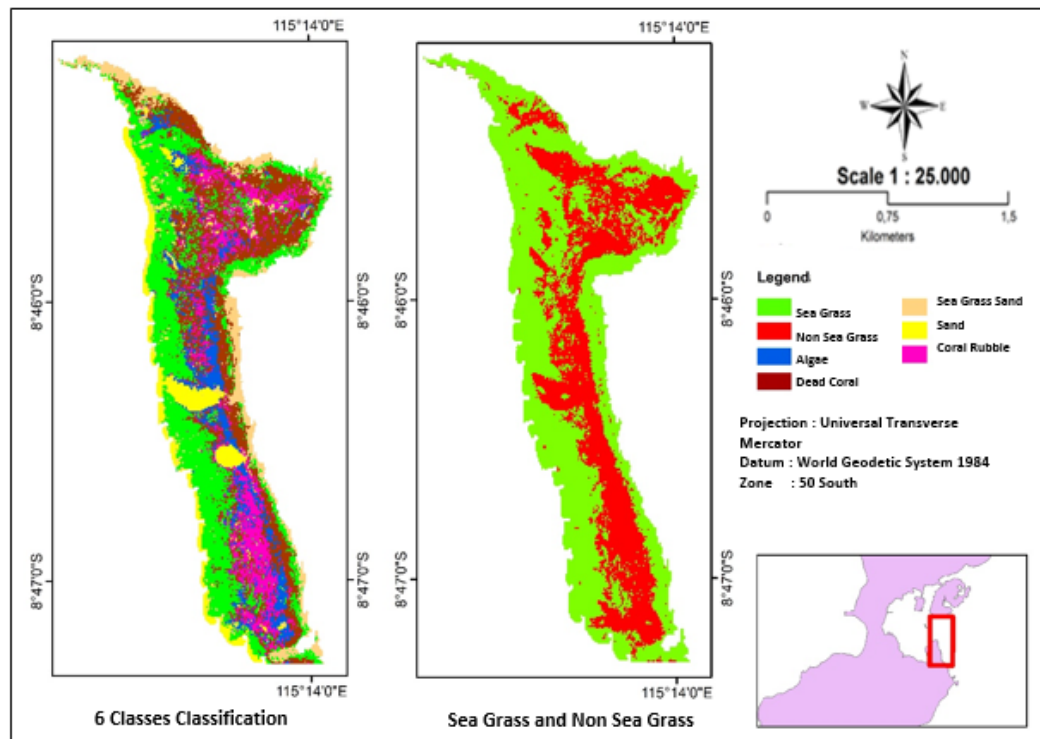 115°14'0"E
115°14'0"E
N
W E
S
Scale 1 : 25.000
0 0,75 1,5
Kilometers
8°46'0"S
8°46'0"S
8°46'0"S
Legend
Sea Grass
Non Sea Grass
Algae
Dead Coral
Sea Grass Sand
Sand
Coral Rubble
Projection : Universal Transverse
Mercator
Datum : World Geodetic System 1984
Zone : 50 South
8°47'0"S
8°47'0"S
8°47'0"S
115°14'0"E
115°14'0"E
6 Classes Classification
Sea Grass and Non Sea Grass